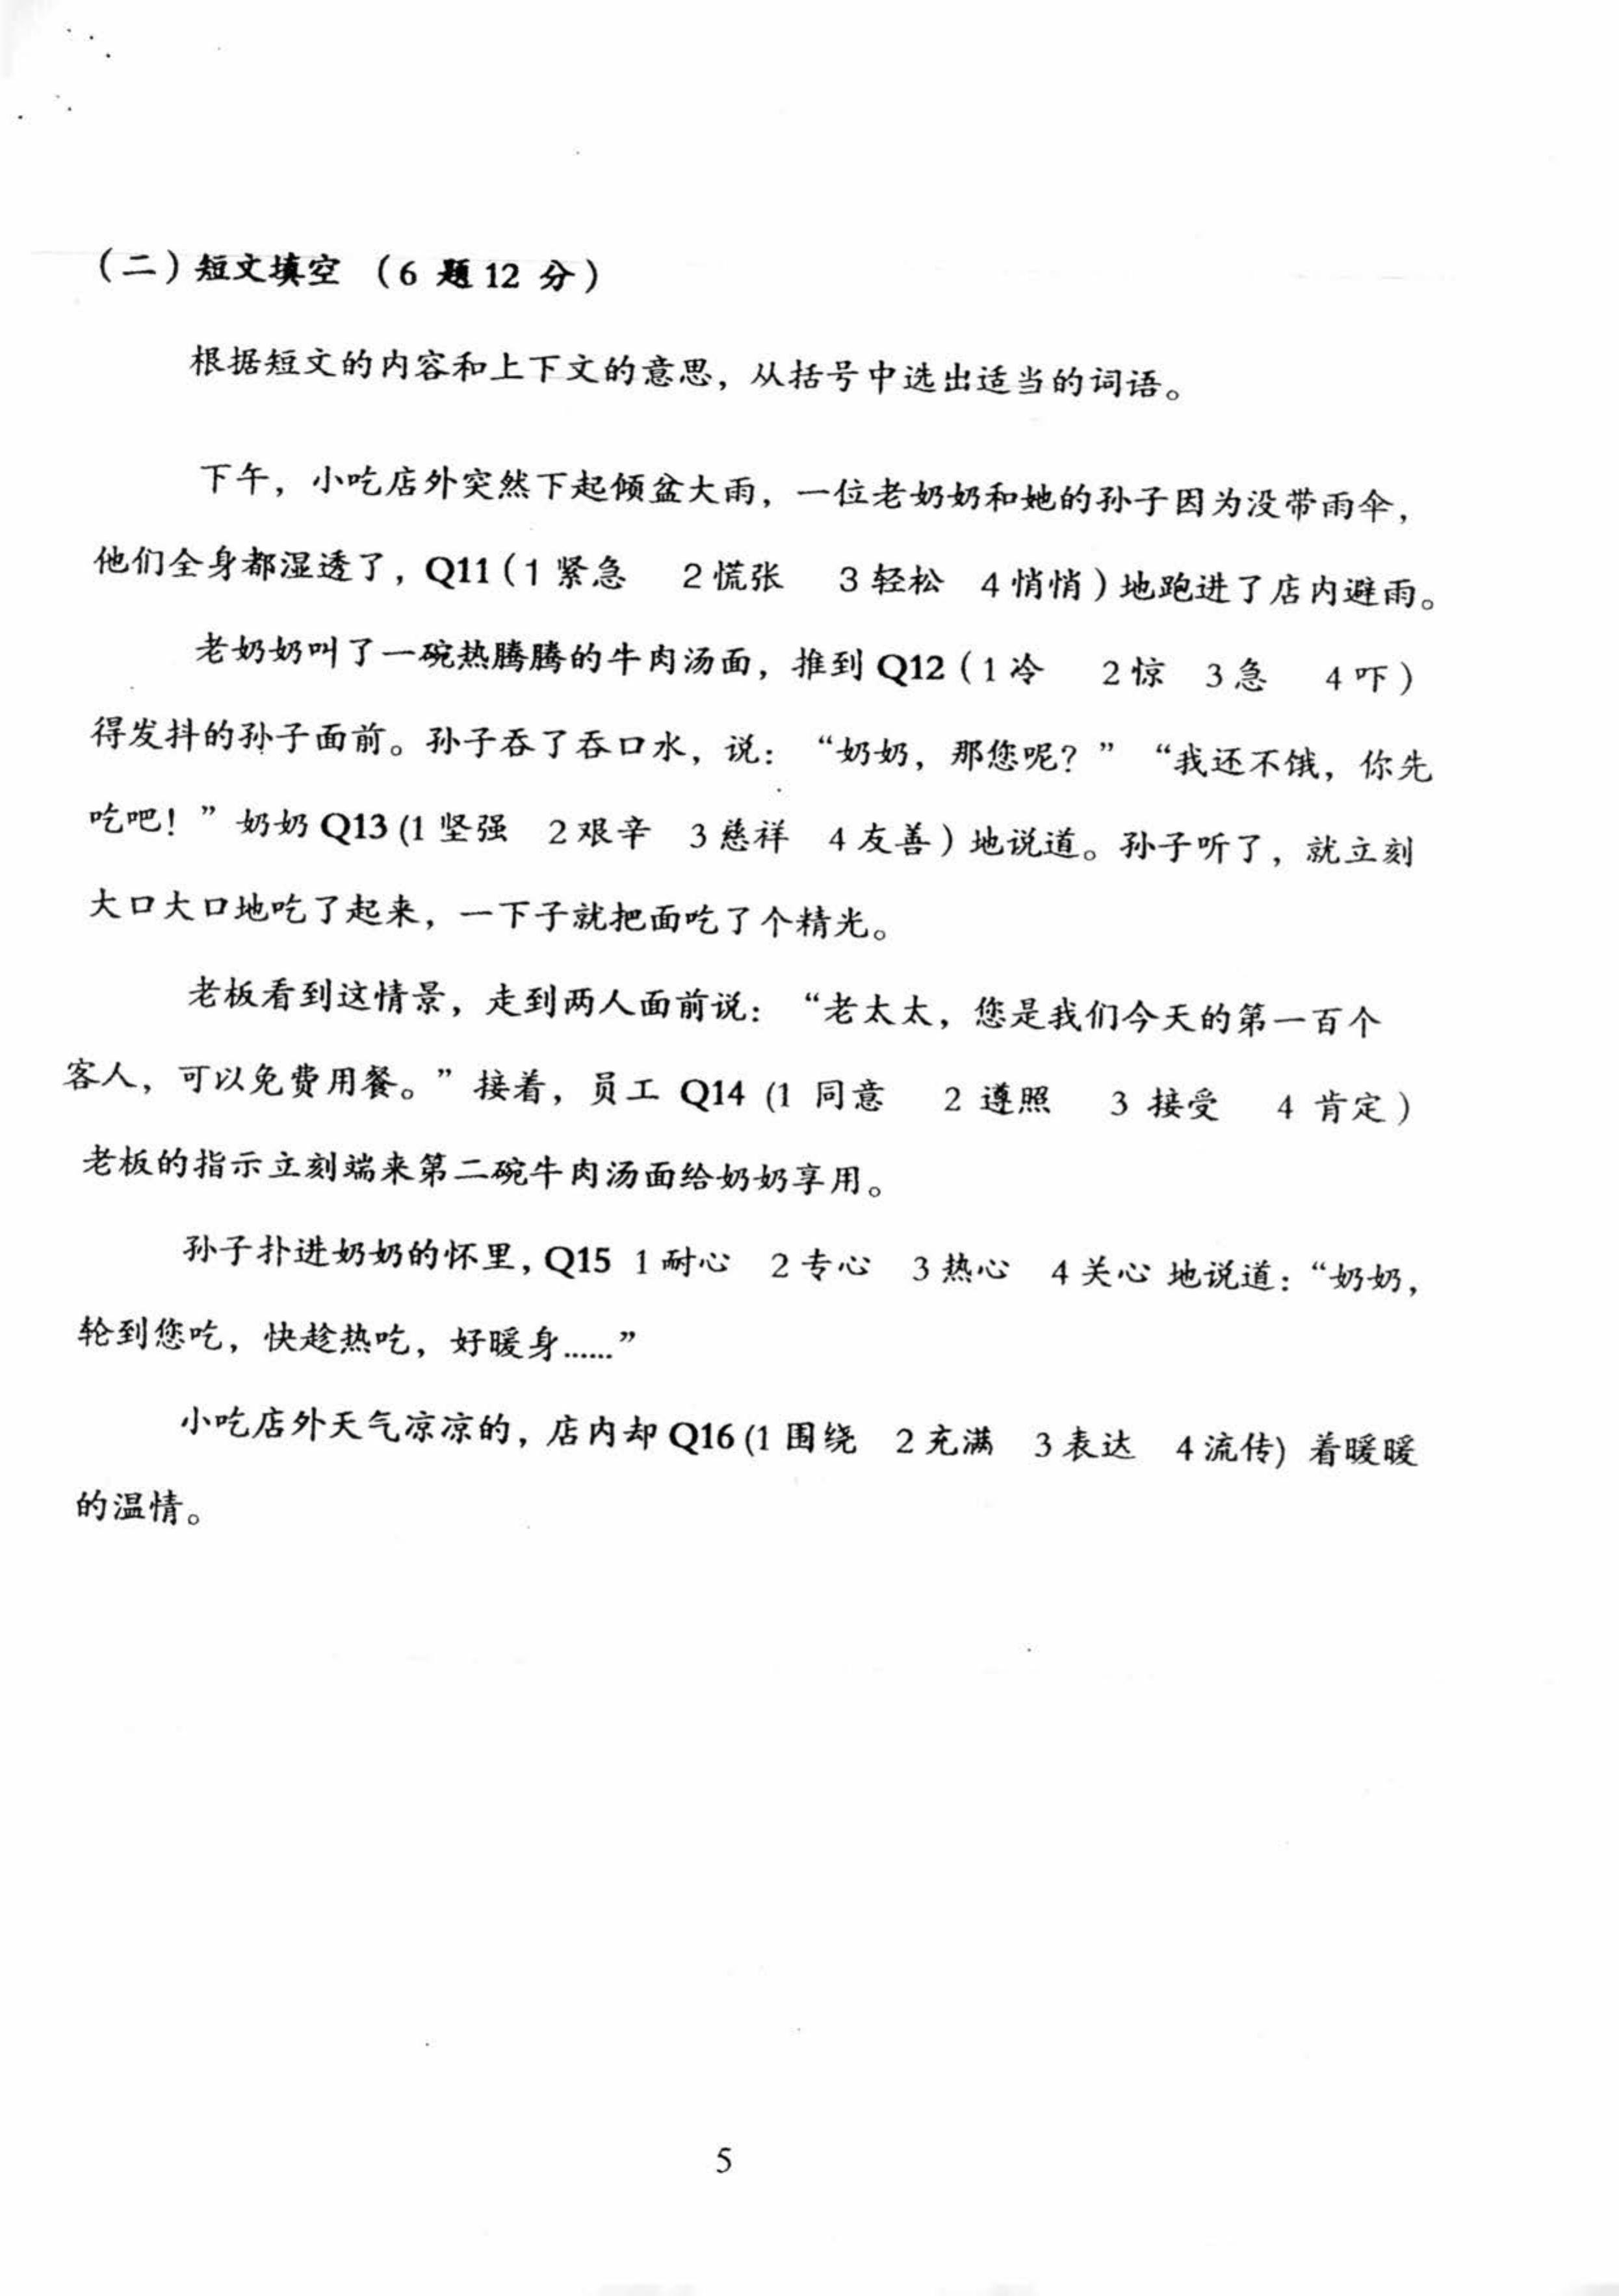 （二）短文填空 （6 题 12 分）
根据短文的内容和上下文的意思，从括号中选出适当的词语。
下午，小吃店外突然下起倾盆大雨，一位老奶奶和她的孙子因为没带雨伞，
他们全身都湿透了，Q11（1 紧急 2 慌张 3 轻松 4 悄悄）地跑进了店内避雨。
老奶奶叫了一碗热腾腾的牛肉汤面，推到 Q12（1 冷 2 惊 3 急 4 吓）
得发抖的孙子面前。孙子吞了吞口水，说：“奶奶，那您呢？”“我还不饿，你先
吃吧！”奶奶 Q13 (1 坚强 2 艰辛 3 慈祥 4 友善）地说道。孙子听了，就立刻
大口大口地吃了起来，一下子就把面吃了个精光。
老板看到这情景，走到两人面前说：“老太太，您是我们今天的第一百个
客人，可以免费用餐。”接着，员工 Q14 (1 同意 2 遵照 3 接受 4 肯定）
老板的指示立刻端来第二碗牛肉汤面给奶奶享用。
孙子扑进奶奶的怀里，Q15 1 耐心 2 专心 3 热心 4 关心 地说道：“奶奶，
轮到您吃，快趁热吃，好暖身......”
小吃店外天气凉凉的，店内却 Q16 (1 围绕 2 充满 3 表达 4 流传) 着暖暖
的温情。
5